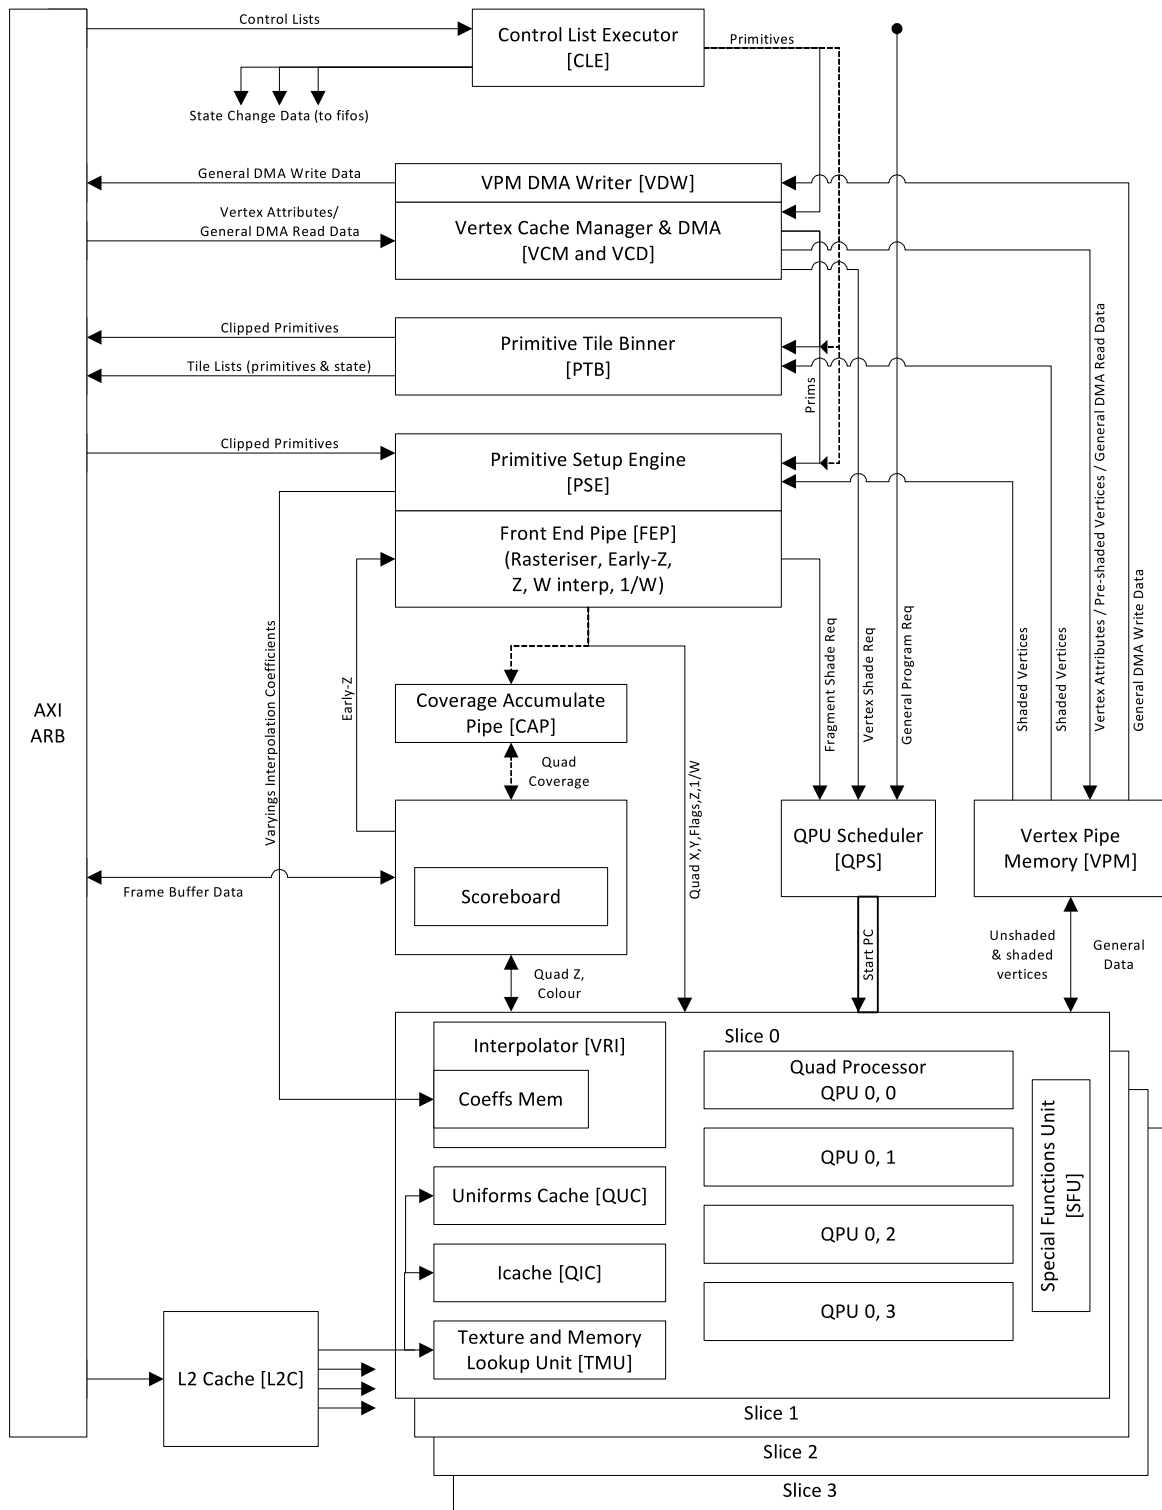 Control Lists
Control List Executor
[CLE]
Primitives
State Change Data (to fifos)
General DMA Write Data
VPM DMA Writer [VDW]
Vertex Attributes/
General DMA Read Data
Vertex Cache Manager & DMA
[VCM and VCD]
Clipped Primitives
Primitive Tile Binner
[PTB]
Tile Lists (primitives & state)
Prims
Clipped Primitives
Primitive Setup Engine
[PSE]
Front End Pipe [FEP]
(Rasteriser, Early-Z,
Z, W interp, 1/W)
Varyings Interpolation Coefficients
Early-Z
Fragment Shade Req
Vertex Shade Req
General Program Req
Shaded Vertices
Shaded Vertices
Vertex Attributes / Pre-shaded Vertices / General DMA Read Data
General DMA Write Data
AXI
ARB
Coverage Accumulate
Pipe [CAP]
Quad
Coverage
Quad X,Y,Flags,Z,1/W
QPU Scheduler
[QPS]
Vertex Pipe
Memory [VPM]
Frame Buffer Data
Scoreboard
Start PC
Unshaded
& shaded
vertices
General
Data
Quad Z,
Colour
Slice 0
Interpolator [VRI]
Coeffs Mem
Quad Processor
QPU 0, 0
QPU 0, 1
QPU 0, 2
QPU 0, 3
Special Functions Unit
[SFU]
Uniforms Cache [QUC]
Icache [QIC]
Texture and Memory
Lookup Unit [TMU]
L2 Cache [L2C]
Slice 1
Slice 2
Slice 3